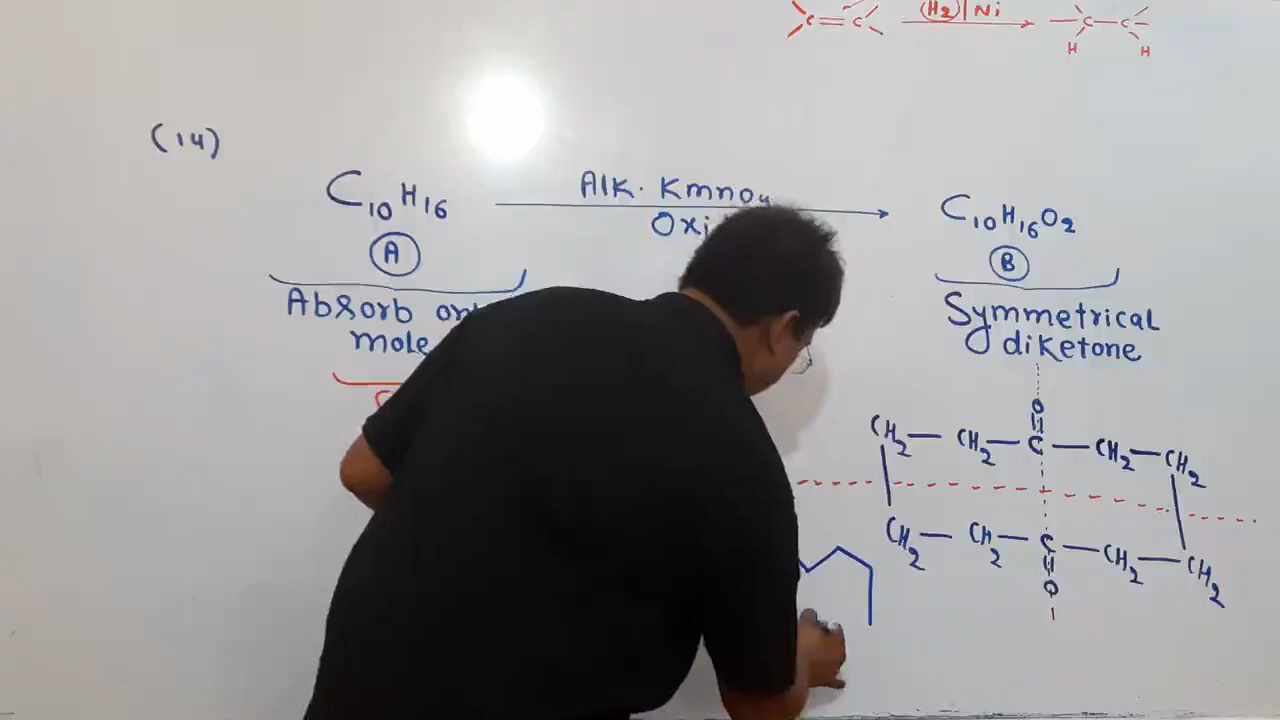 C=C (H2)|Ni C-C
H H
(14)
C10H16 Alk. Kmno4 C10H16O2
A Oxi B
Absorb Symmetrical
mole diketone
O
CH2-CH2-C-CH2-CH2
CH2-CH2-C-CH2-CH2
O